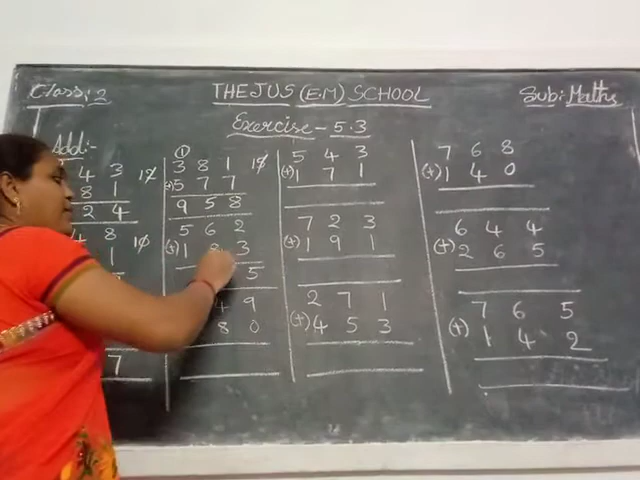 Class: 2
THEJUS (E.M) SCHOOL
Sub: Maths
Exercise - 5.3
Add:-
4 3
8 1
2 4
4 8
1
7
1
3 8 1
(+) 5 7 7
9 5 8
5 6 2
(+) 1 8 3
5
4 9
8 0
5 4 3
(+) 1 7 1
7 2 3
(+) 1 9 1
2 7 1
(+) 4 5 3
7 6 8
(+) 1 4 0
6 4 4
(+) 2 6 5
7 6 5
(+) 1 4 2